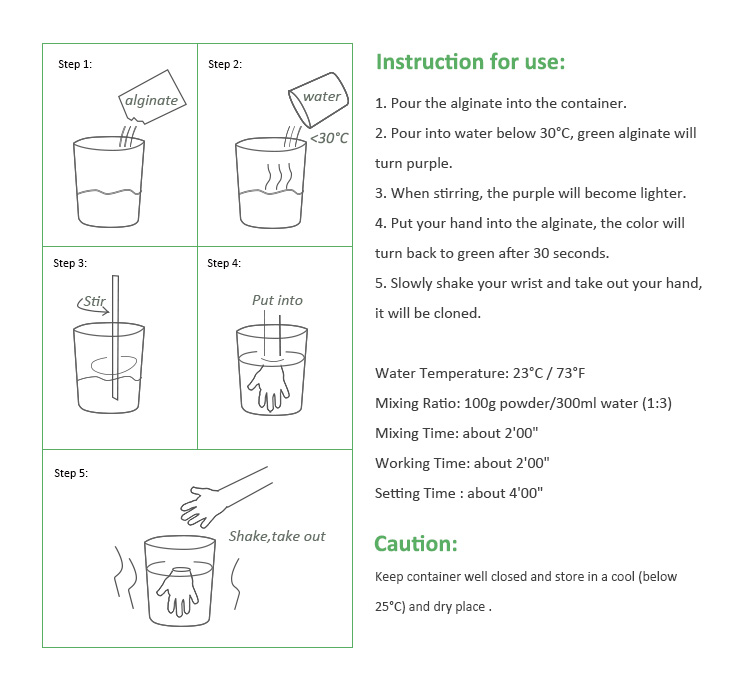 Step 1:
alginate
Step 2:
water
<30°C
Step 3:
Stir
Step 4:
Put into
Step 5:
Shake,take out
Instruction for use:
1. Pour the alginate into the container.
2. Pour into water below 30°C, green alginate will
turn purple.
3. When stirring, the purple will become lighter.
4. Put your hand into the alginate, the color will
turn back to green after 30 seconds.
5. Slowly shake your wrist and take out your hand,
it will be cloned.
Water Temperature: 23°C / 73°F
Mixing Ratio: 100g powder/300ml water (1:3)
Mixing Time: about 2'00"
Working Time: about 2'00"
Setting Time : about 4'00"
Caution:
Keep container well closed and store in a cool (below
25°C) and dry place .